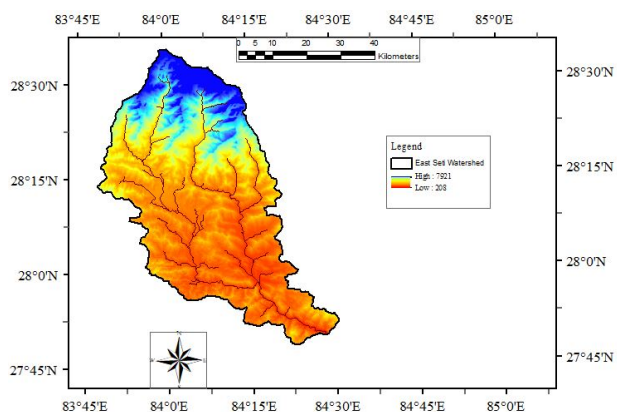 83°45'E 84°0'E 84°15'E 84°30'E 84°45'E 85°0'E
0 5 10 20 30 40
Kilometers
28°30'N 28°30'N
Legend
East Seti Watershed
High : 7921
Low : 208
28°15'N 28°15'N
28°0'N 28°0'N
27°45'N 27°45'N
N
W E
S
83°45'E 84°0'E 84°15'E 84°30'E 84°45'E 85°0'E